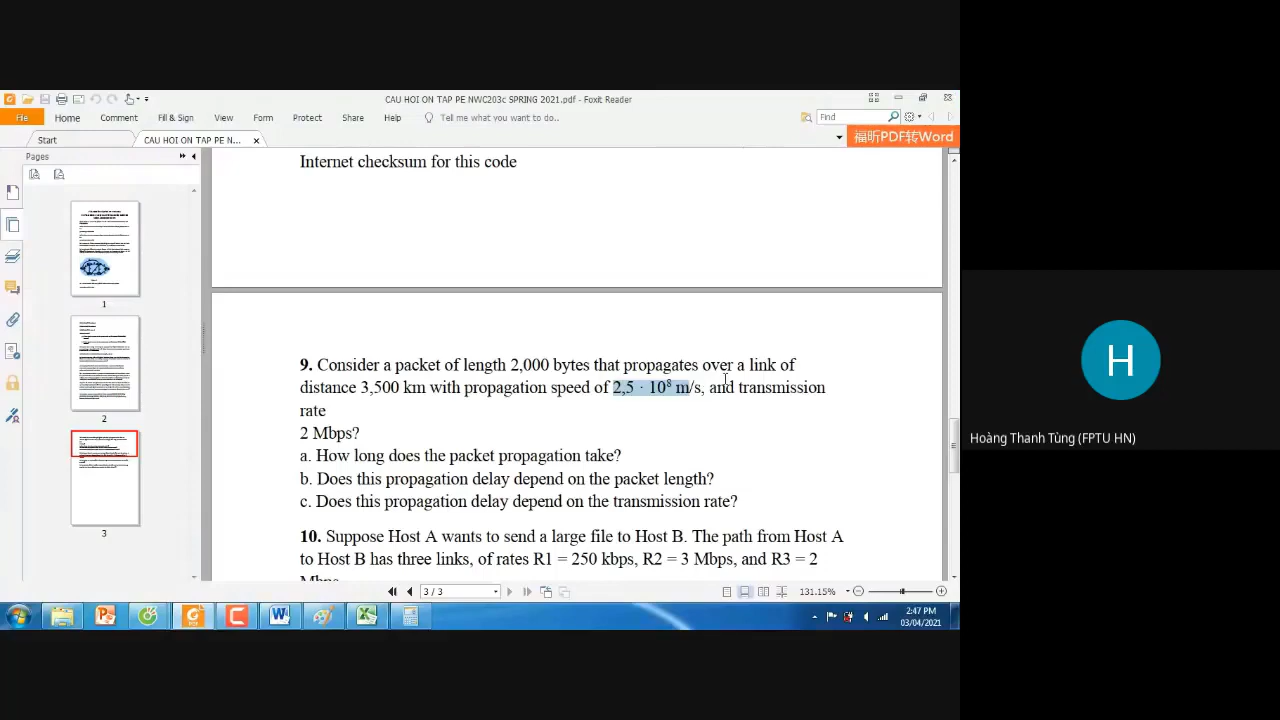 CAU HOI ON TAP PE NWC203c SPRING 2021.pdf - Foxit Reader
File Home Comment Fill & Sign View Form Protect Share Help Tell me what you want to do.. Find
Start CAU HOI ON TAP PE N...
福昕PDF转Word
Pages
1
2
3
Internet checksum for this code
9. Consider a packet of length 2,000 bytes that propagates over a link of
distance 3,500 km with propagation speed of 2,5 · 10⁸ m/s, and transmission
rate
2 Mbps?
a. How long does the packet propagation take?
b. Does this propagation delay depend on the packet length?
c. Does this propagation delay depend on the transmission rate?
10. Suppose Host A wants to send a large file to Host B. The path from Host A
to Host B has three links, of rates R1 = 250 kbps, R2 = 3 Mbps, and R3 = 2
Mbps
3 / 3
131.15%
2:47 PM
03/04/2021
H
Hoàng Thanh Tùng (FPTU HN)